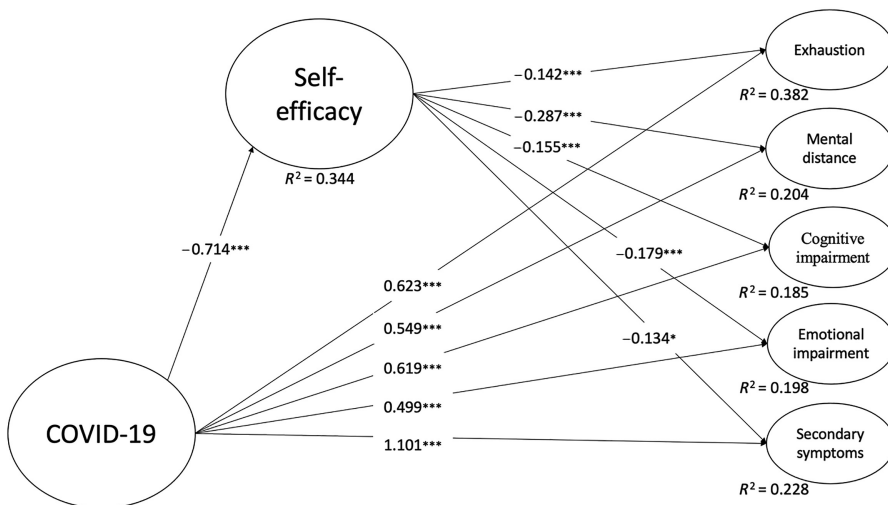 Self-
efficacy
R² = 0.344
−0.714***
COVID-19
−0.142***
−0.287***
−0.155***
−0.179***
−0.134*
0.623***
0.549***
0.619***
0.499***
1.101***
Exhaustion
R² = 0.382
Mental
distance
R² = 0.204
Cognitive
impairment
R² = 0.185
Emotional
impairment
R² = 0.198
Secondary
symptoms
R² = 0.228